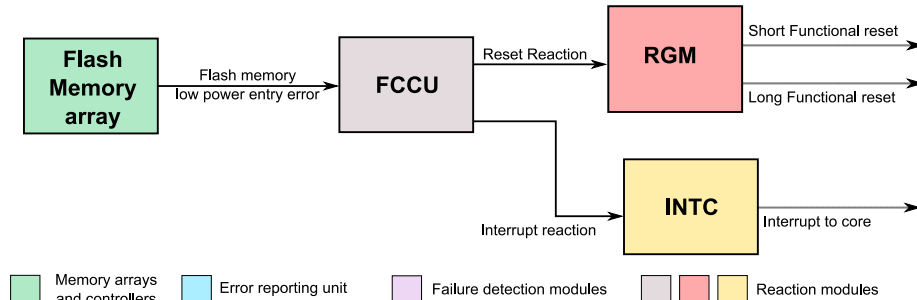 Flash
Memory
array
Flash memory
low power entry error
FCCU
Reset Reaction
RGM
Short Functional reset
Long Functional reset
Interrupt reaction
INTC
Interrupt to core
Memory arrays
and controllers
Error reporting unit
Failure detection modules
Reaction modules